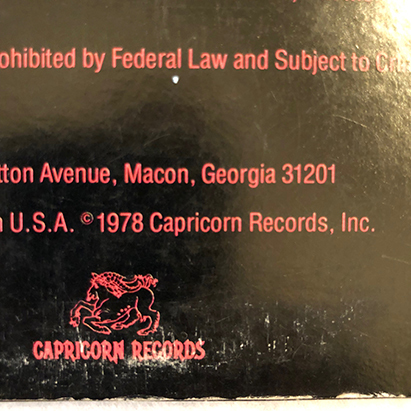 ohibited by Federal Law and Subject to
tton Avenue, Macon, Georgia 31201
n U.S.A. ©1978 Capricorn Records, Inc.
CAPRICORN RECORDS